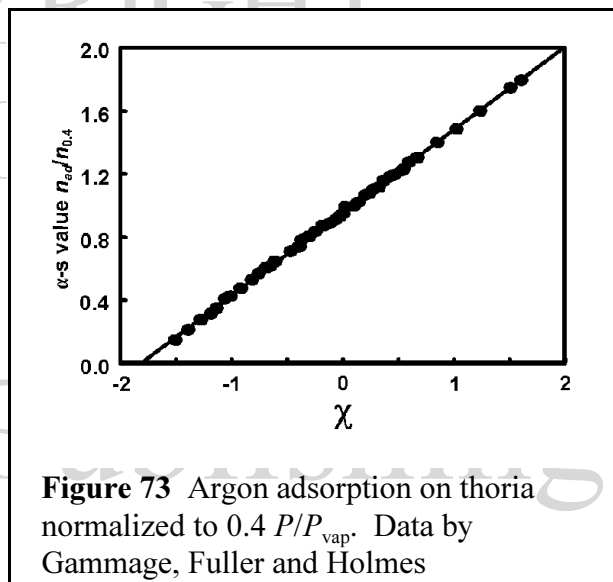 α-s value n_ad/n_0.4
2.0
1.6
1.2
0.8
0.4
0.0
-2
-1
0
1
2
χ
Figure 73 Argon adsorption on thoria
normalized to 0.4 P/P_vap. Data by
Gammage, Fuller and Holmes